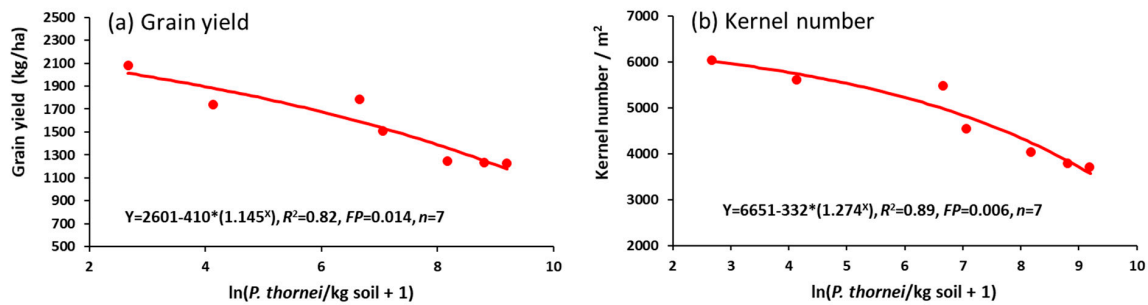 (a) Grain yield
Grain yield (kg/ha)
2500
2300
2100
1900
1700
1500
1300
1100
900
700
500
Y=2601-410*(1.145ˣ), R²=0.82, FP=0.014, n=7
2 4 6 8 10
ln(P. thornei/kg soil + 1)
(b) Kernel number
Kernel number / m²
7000
6000
5000
4000
3000
2000
Y=6651-332*(1.274ˣ), R²=0.89, FP=0.006, n=7
2 3 4 5 6 7 8 9 10
ln(P. thornei/kg soil + 1)